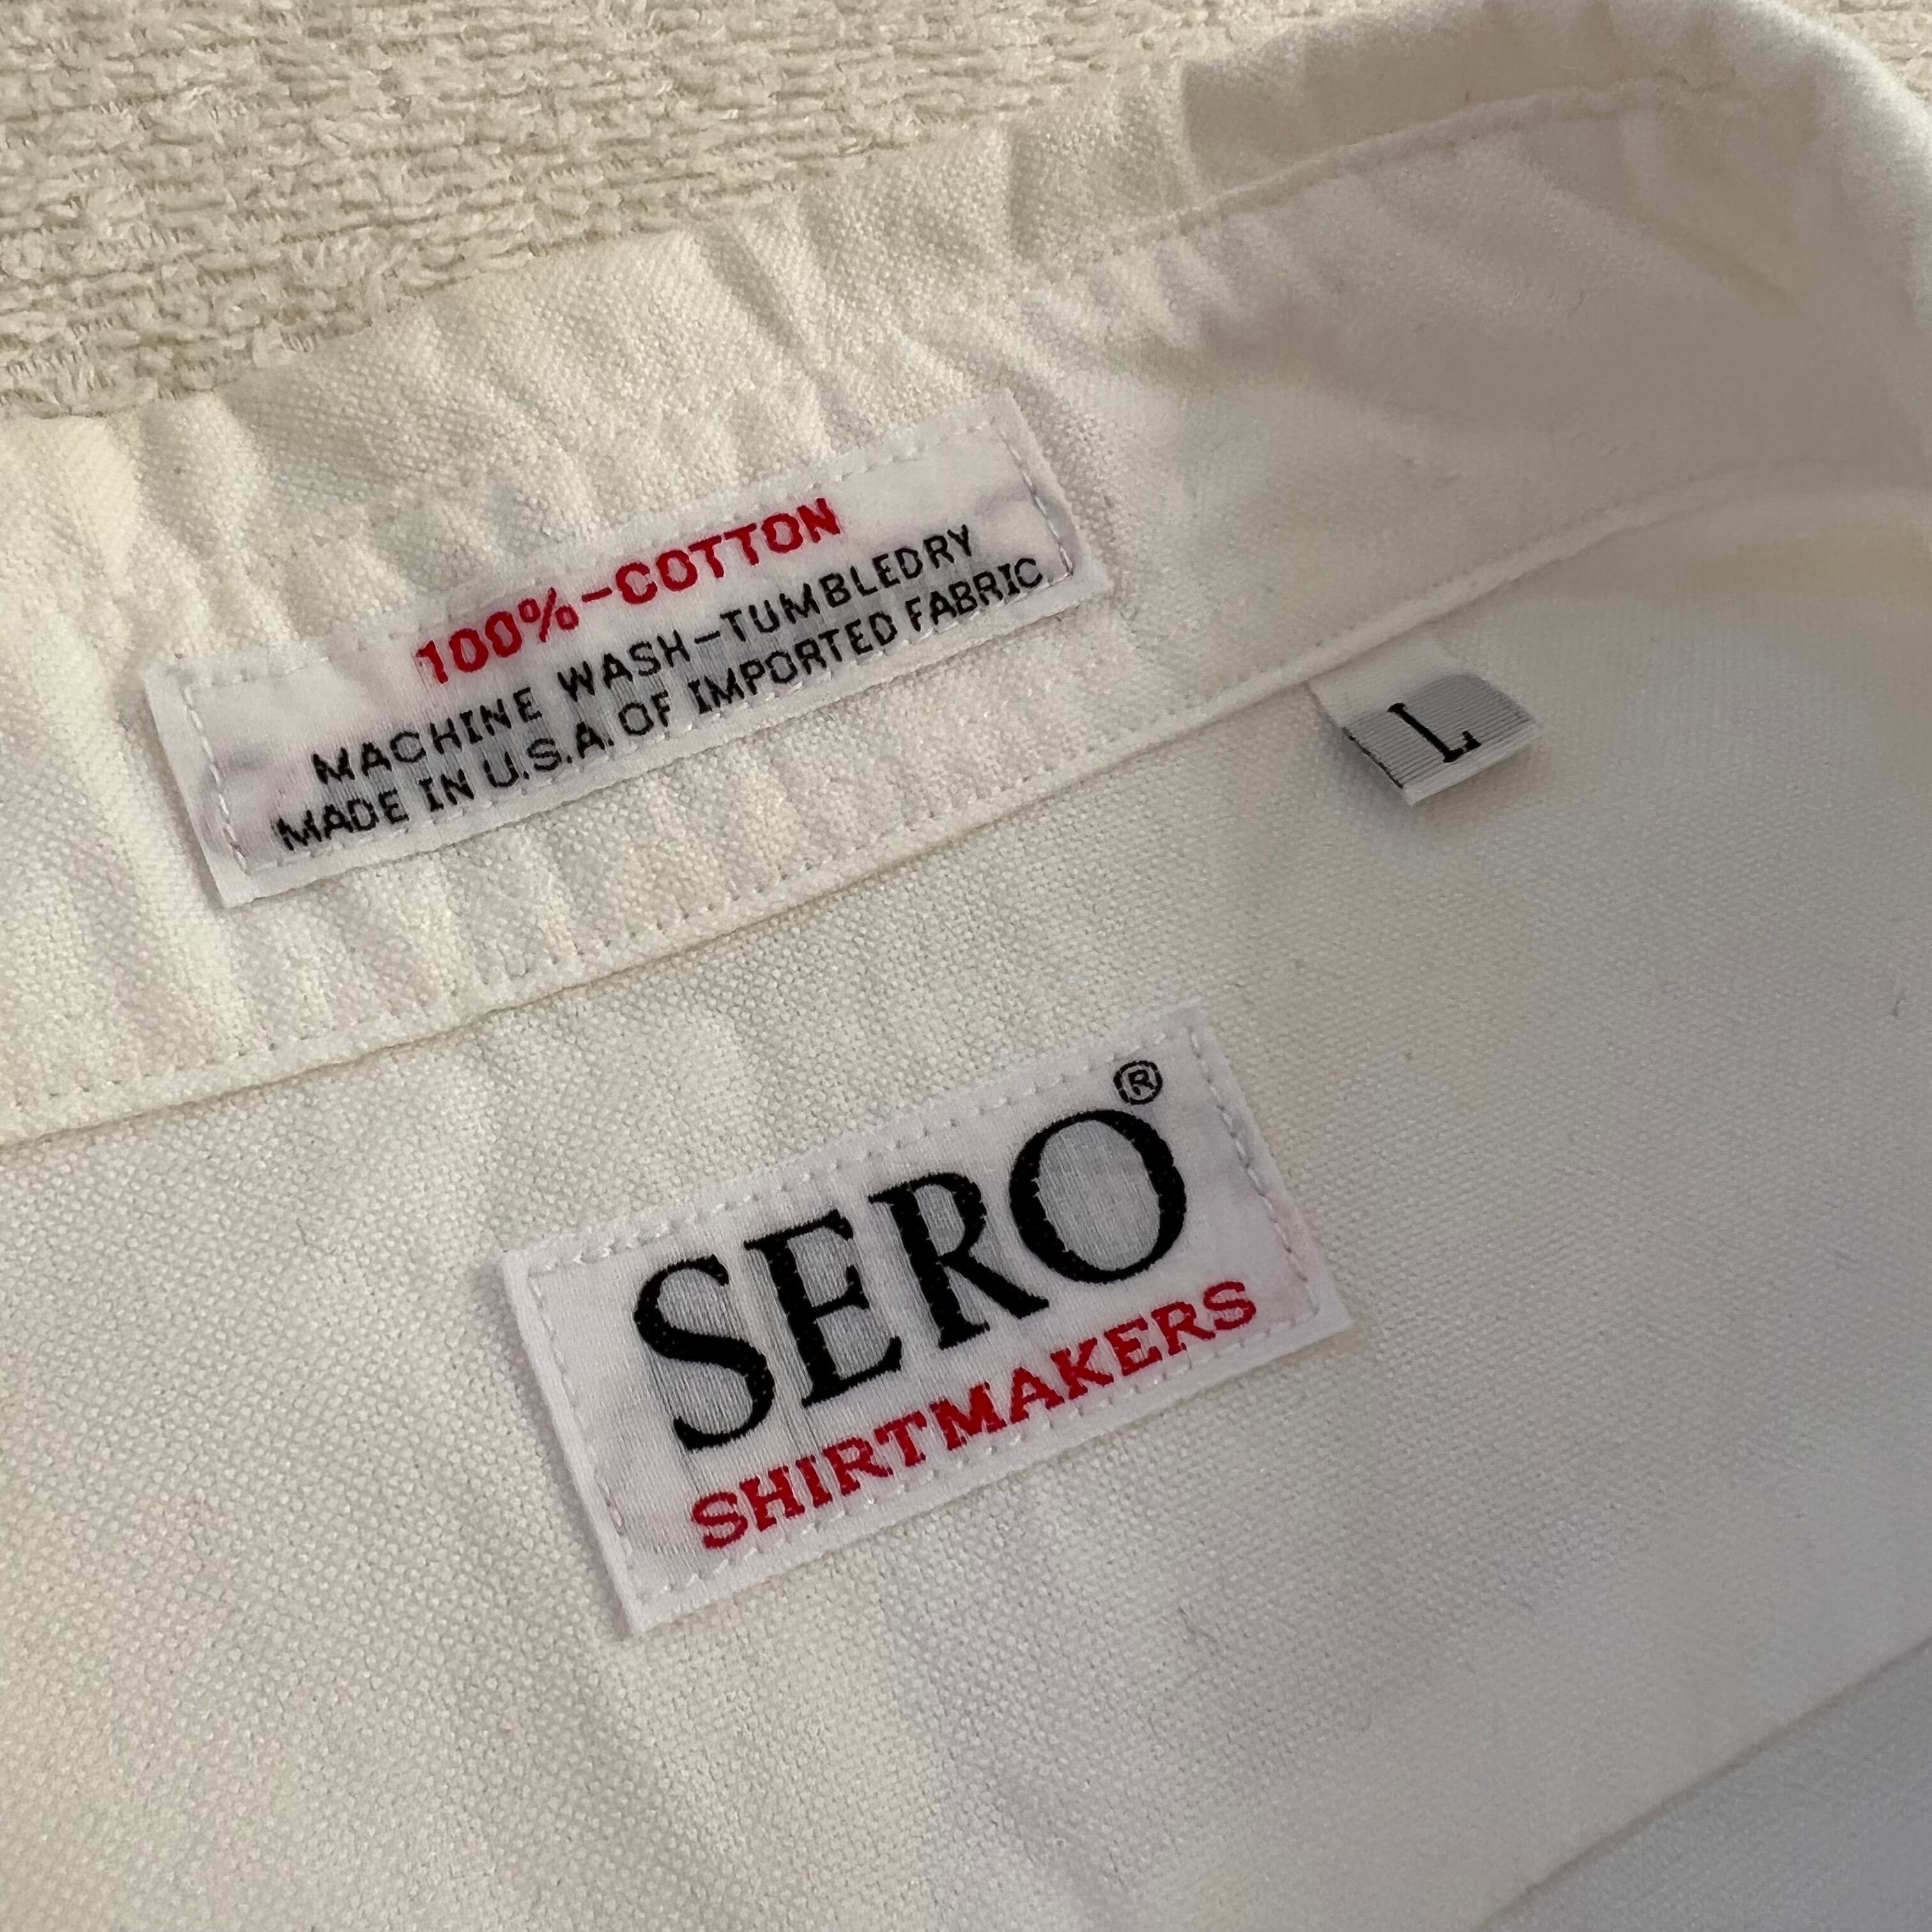 100%-COTTON
MACHINE WASH-TUMBLEDRY
MADE IN U.S.A. OF IMPORTED FABRIC
L
SERO®
SHIRTMAKERS